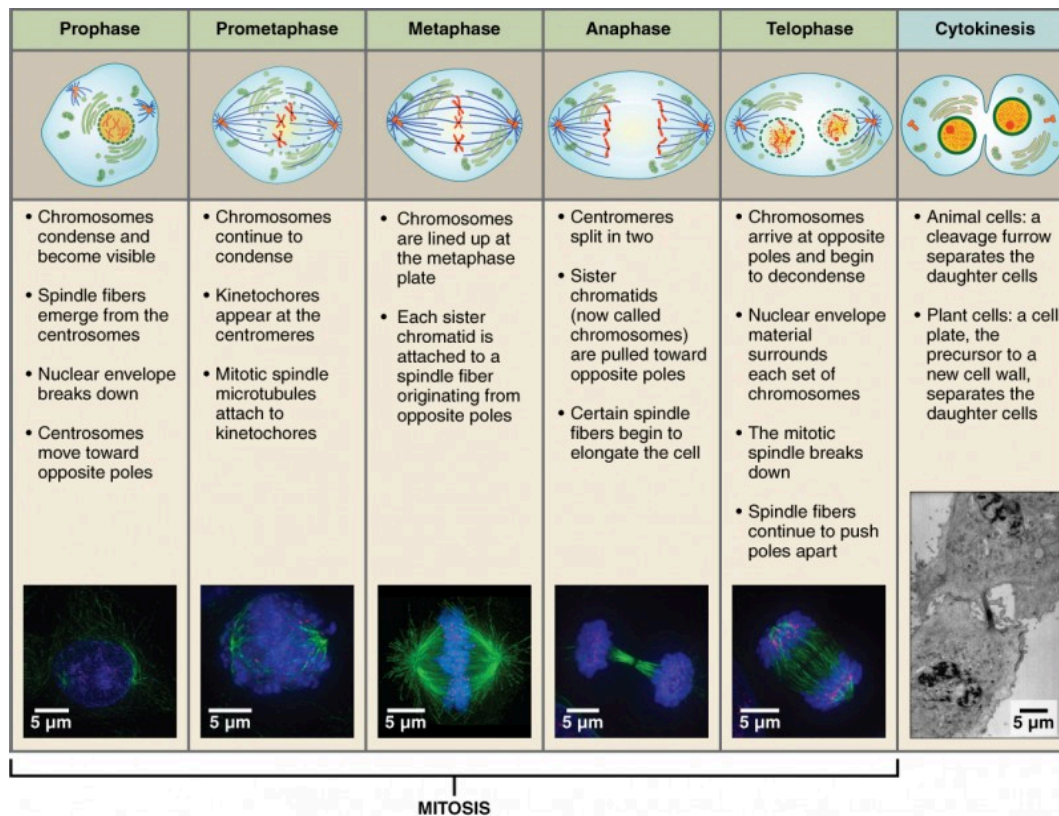 Prophase
Prometaphase
Metaphase
Anaphase
Telophase
Cytokinesis
• Chromosomes
condense and
become visible
• Spindle fibers
emerge from the
centrosomes
• Nuclear envelope
breaks down
• Centrosomes
move toward
opposite poles
• Chromosomes
continue to
condense
• Kinetochores
appear at the
centromeres
• Mitotic spindle
microtubules
attach to
kinetochores
• Chromosomes
are lined up at
the metaphase
plate
• Each sister
chromatid is
attached to a
spindle fiber
originating from
opposite poles
• Centromeres
split in two
• Sister
chromatids
(now called
chromosomes)
are pulled toward
opposite poles
• Certain spindle
fibers begin to
elongate the cell
• Chromosomes
arrive at opposite
poles and begin
to decondense
• Nuclear envelope
material
surrounds
each set of
chromosomes
• The mitotic
spindle breaks
down
• Spindle fibers
continue to push
poles apart
• Animal cells: a
cleavage furrow
separates the
daughter cells
• Plant cells: a cell
plate, the
precursor to a
new cell wall,
separates the
daughter cells
5 µm
5 µm
5 µm
5 µm
5 µm
5 µm
MITOSIS